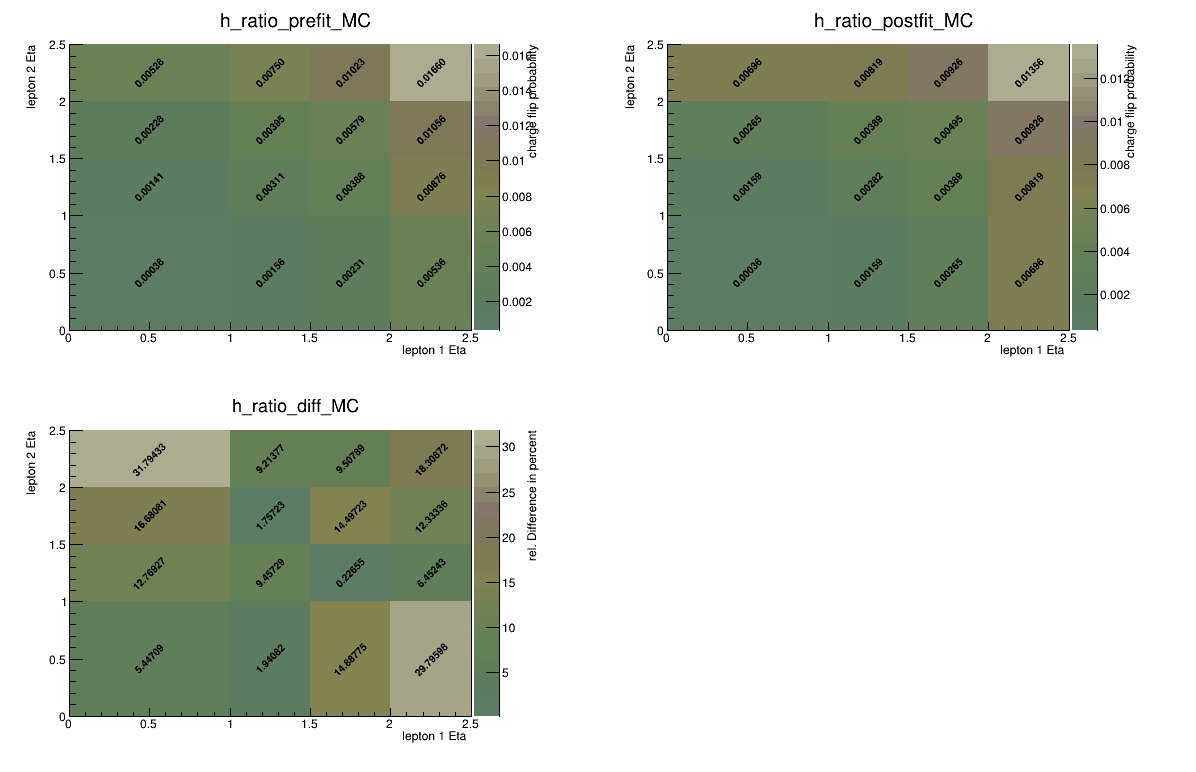 h_ratio_prefit_MC
lepton 2 Eta
2.5
2
1.5
1
0.5
0
0.00528 0.00750 0.01023 0.01660
0.00228 0.00395 0.00579 0.01056
0.00141 0.00311 0.00388 0.00876
0.00038 0.00156 0.00231 0.00536
0 0.5 1 1.5 2 2.5
lepton 1 Eta
0.016
0.014
0.012
0.01
0.008
0.006
0.004
0.002
charge flip probability
h_ratio_postfit_MC
lepton 2 Eta
2.5
2
1.5
1
0.5
0
0.00696 0.00819 0.00926 0.01356
0.00265 0.00389 0.00495 0.00926
0.00159 0.00282 0.00389 0.00819
0.00036 0.00159 0.00265 0.00696
0 0.5 1 1.5 2 2.5
lepton 1 Eta
0.012
0.01
0.008
0.006
0.004
0.002
charge flip probability
h_ratio_diff_MC
lepton 2 Eta
2.5
2
1.5
1
0.5
0
31.79433 9.21377 9.50789 18.30872
16.68081 1.75723 14.49723 12.33336
12.76927 9.45729 0.22655 6.45243
5.44709 1.94082 14.88775 29.79598
0 0.5 1 1.5 2 2.5
lepton 1 Eta
30
25
20
15
10
5
rel. Difference in percent